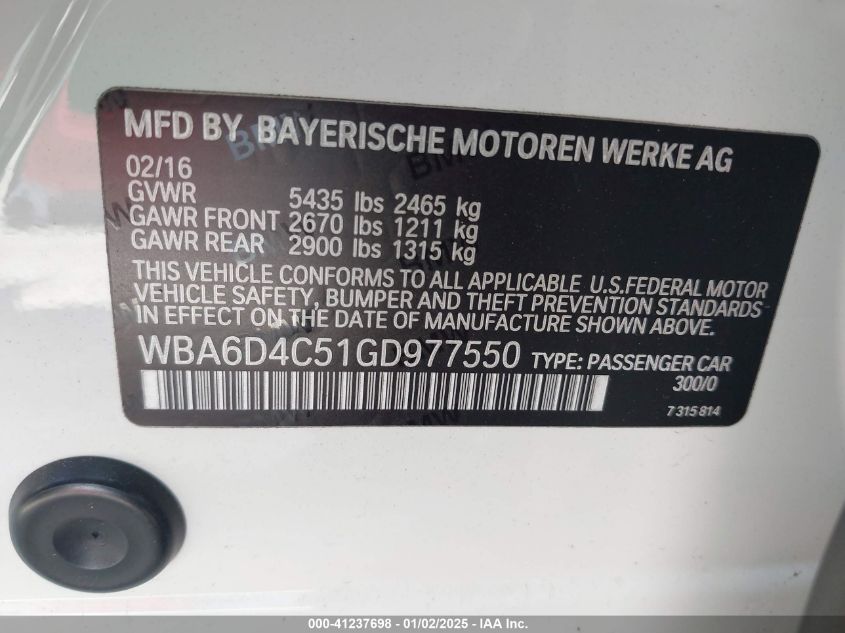 MFD BY BAYERISCHE MOTOREN WERKE AG
02/16
GVWR 5435 lbs 2465 kg
GAWR FRONT 2670 lbs 1211 kg
GAWR REAR 2900 lbs 1315 kg
THIS VEHICLE CONFORMS TO ALL APPLICABLE U.S.FEDERAL MOTOR
VEHICLE SAFETY, BUMPER AND THEFT PREVENTION STANDARDS
IN EFFECT ON THE DATE OF MANUFACTURE SHOWN ABOVE.
WBA6D4C51GD977550 TYPE: PASSENGER CAR
300/0
7 315 814
000-41237698 - 01/02/2025 - IAA Inc.